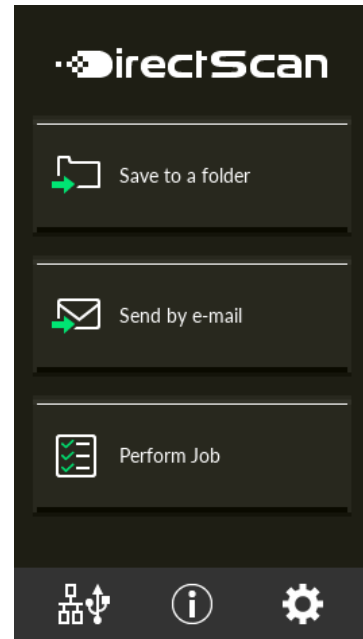 DirectScan
Save to a folder
Send by e-mail
Perform Job